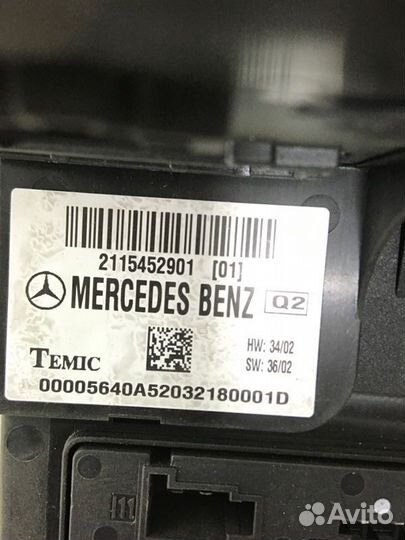 2115452901 [01]
MERCEDES BENZ Q2
TEMIC
HW: 34/02
SW: 36/02
00005640A52032180001D
Avito